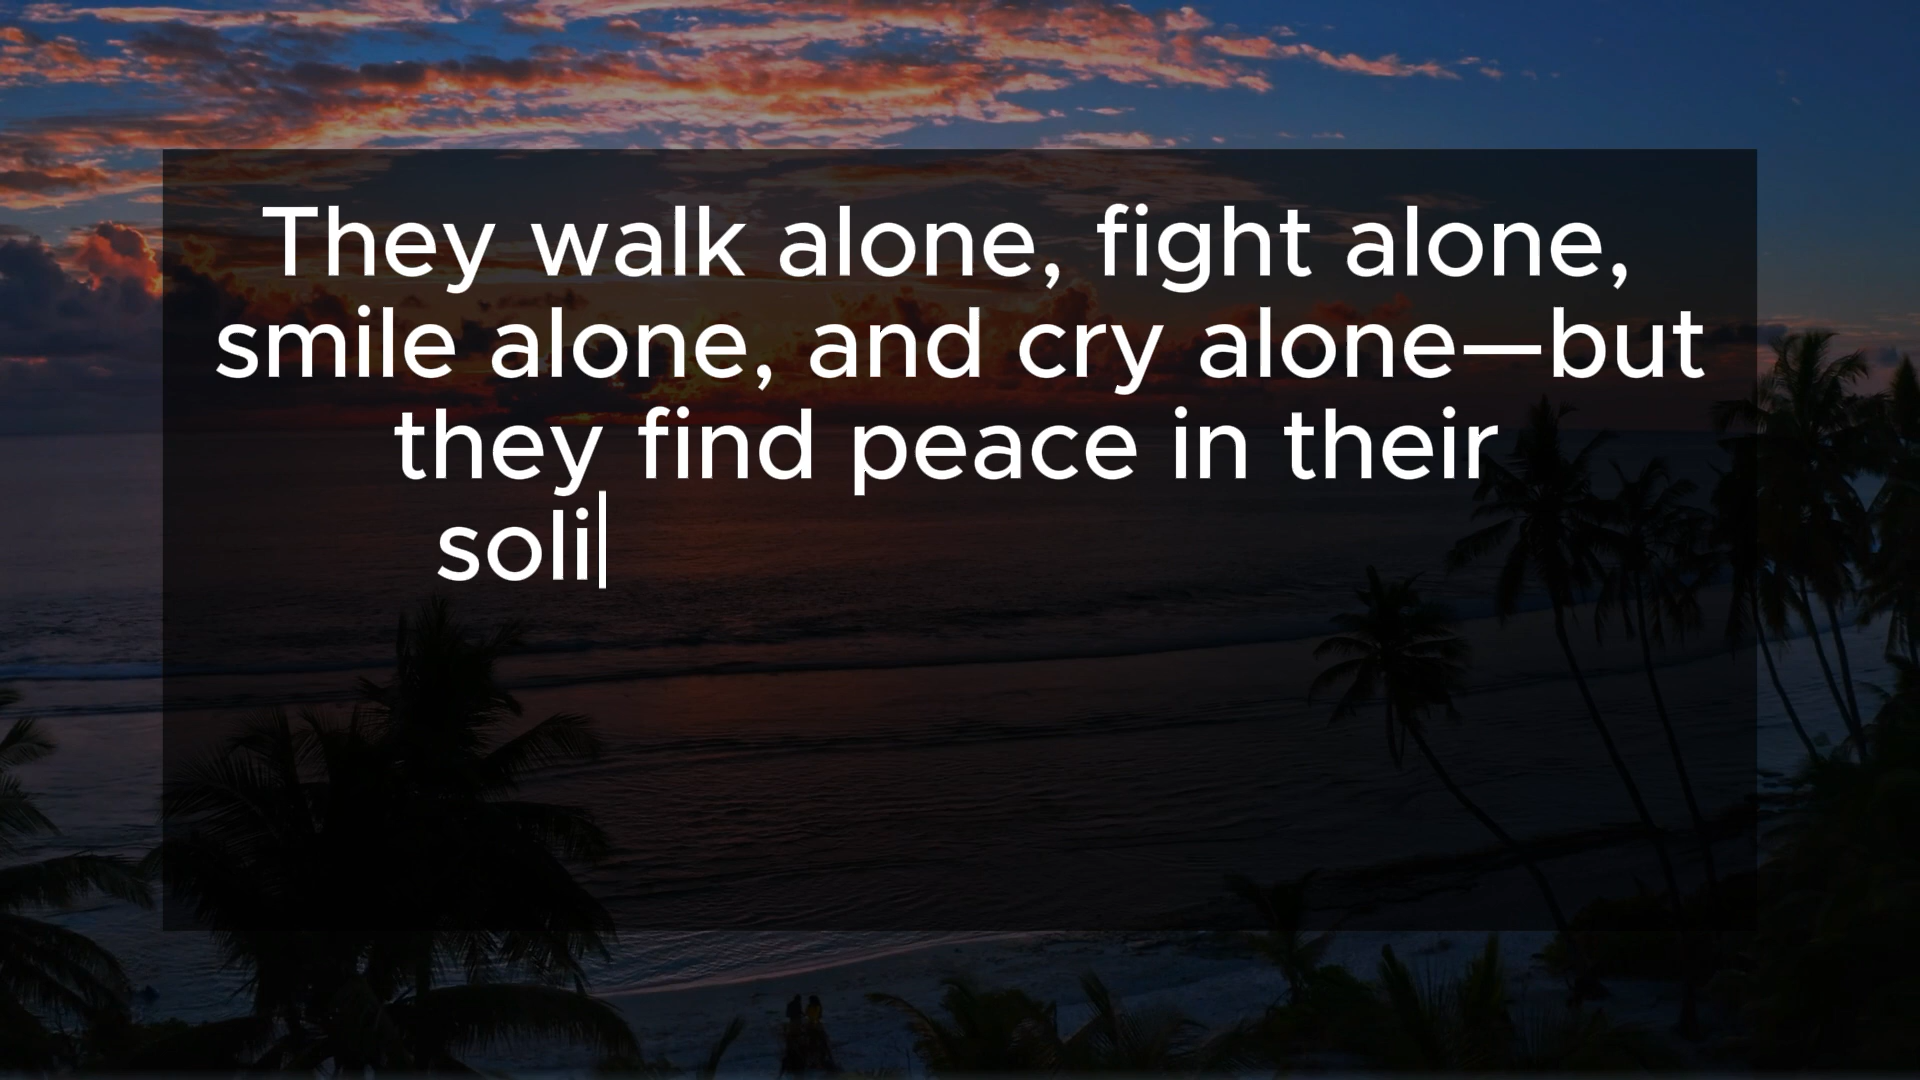 They walk alone, fight alone,
smile alone, and cry alone—but
they find peace in their
soli